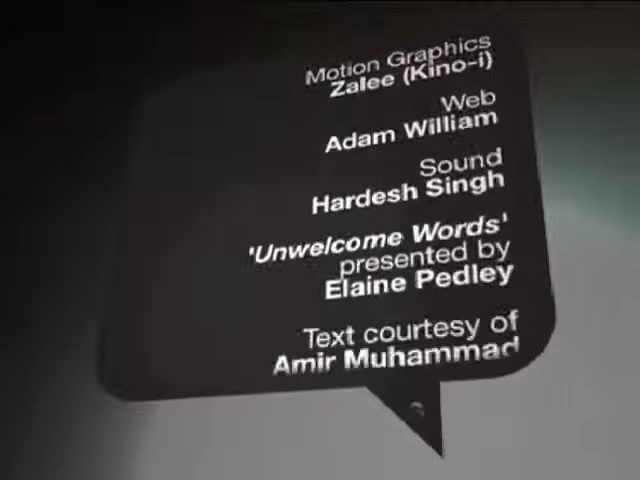 Motion Graphics
Zalee (Kino-i)
Web
Adam William
Sound
Hardesh Singh
'Unwelcome Words'
presented by
Elaine Pedley
Text courtesy of
Amir Muhammad